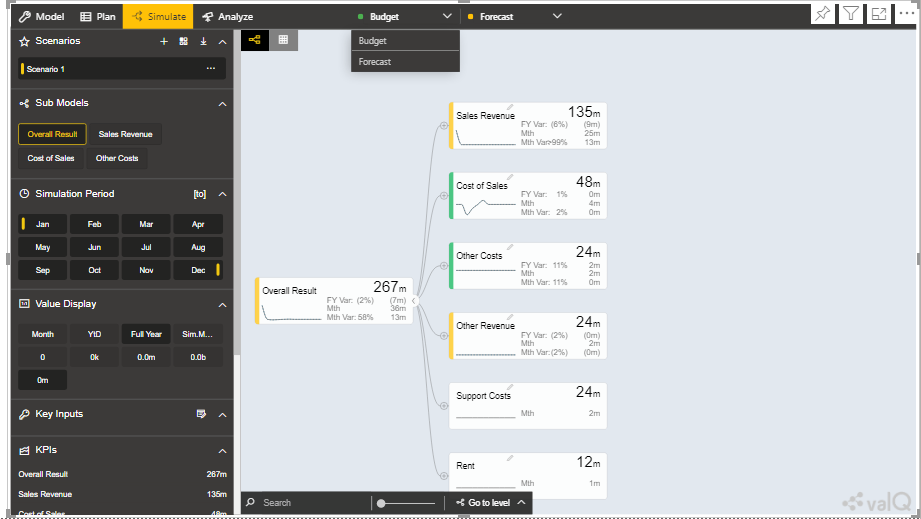 Model Plan Simulate Analyze Budget Forecast
Scenarios
Scenario 1
Sub Models
Overall Result Sales Revenue
Cost of Sales Other Costs
Simulation Period [to]
Jan Feb Mar Apr
May Jun Jul Aug
Sep Oct Nov Dec
Value Display
Month YtD Full Year Sim.M...
0 0k 0.0m 0.0b
0m
Key Inputs
KPIs
Overall Result 267m
Sales Revenue 135m
Cost of Sales 48m
Budget
Forecast
Overall Result 267m
FY Var: (2%) (7m)
Mth 36m
Mth Var: 58% 13m
Sales Revenue 135m
FY Var: (6%) (9m)
Mth 25m
Mth Var>99% 13m
Cost of Sales 48m
FY Var: 1% 0m
Mth 4m
Mth Var: 2% 0m
Other Costs 24m
FY Var: 11% 2m
Mth 2m
Mth Var: 11% 0m
Other Revenue 24m
FY Var: (2%) (0m)
Mth 2m
Mth Var:(2%) (0m)
Support Costs 24m
Mth 2m
Rent 12m
Mth 1m
Search Go to level
valQ